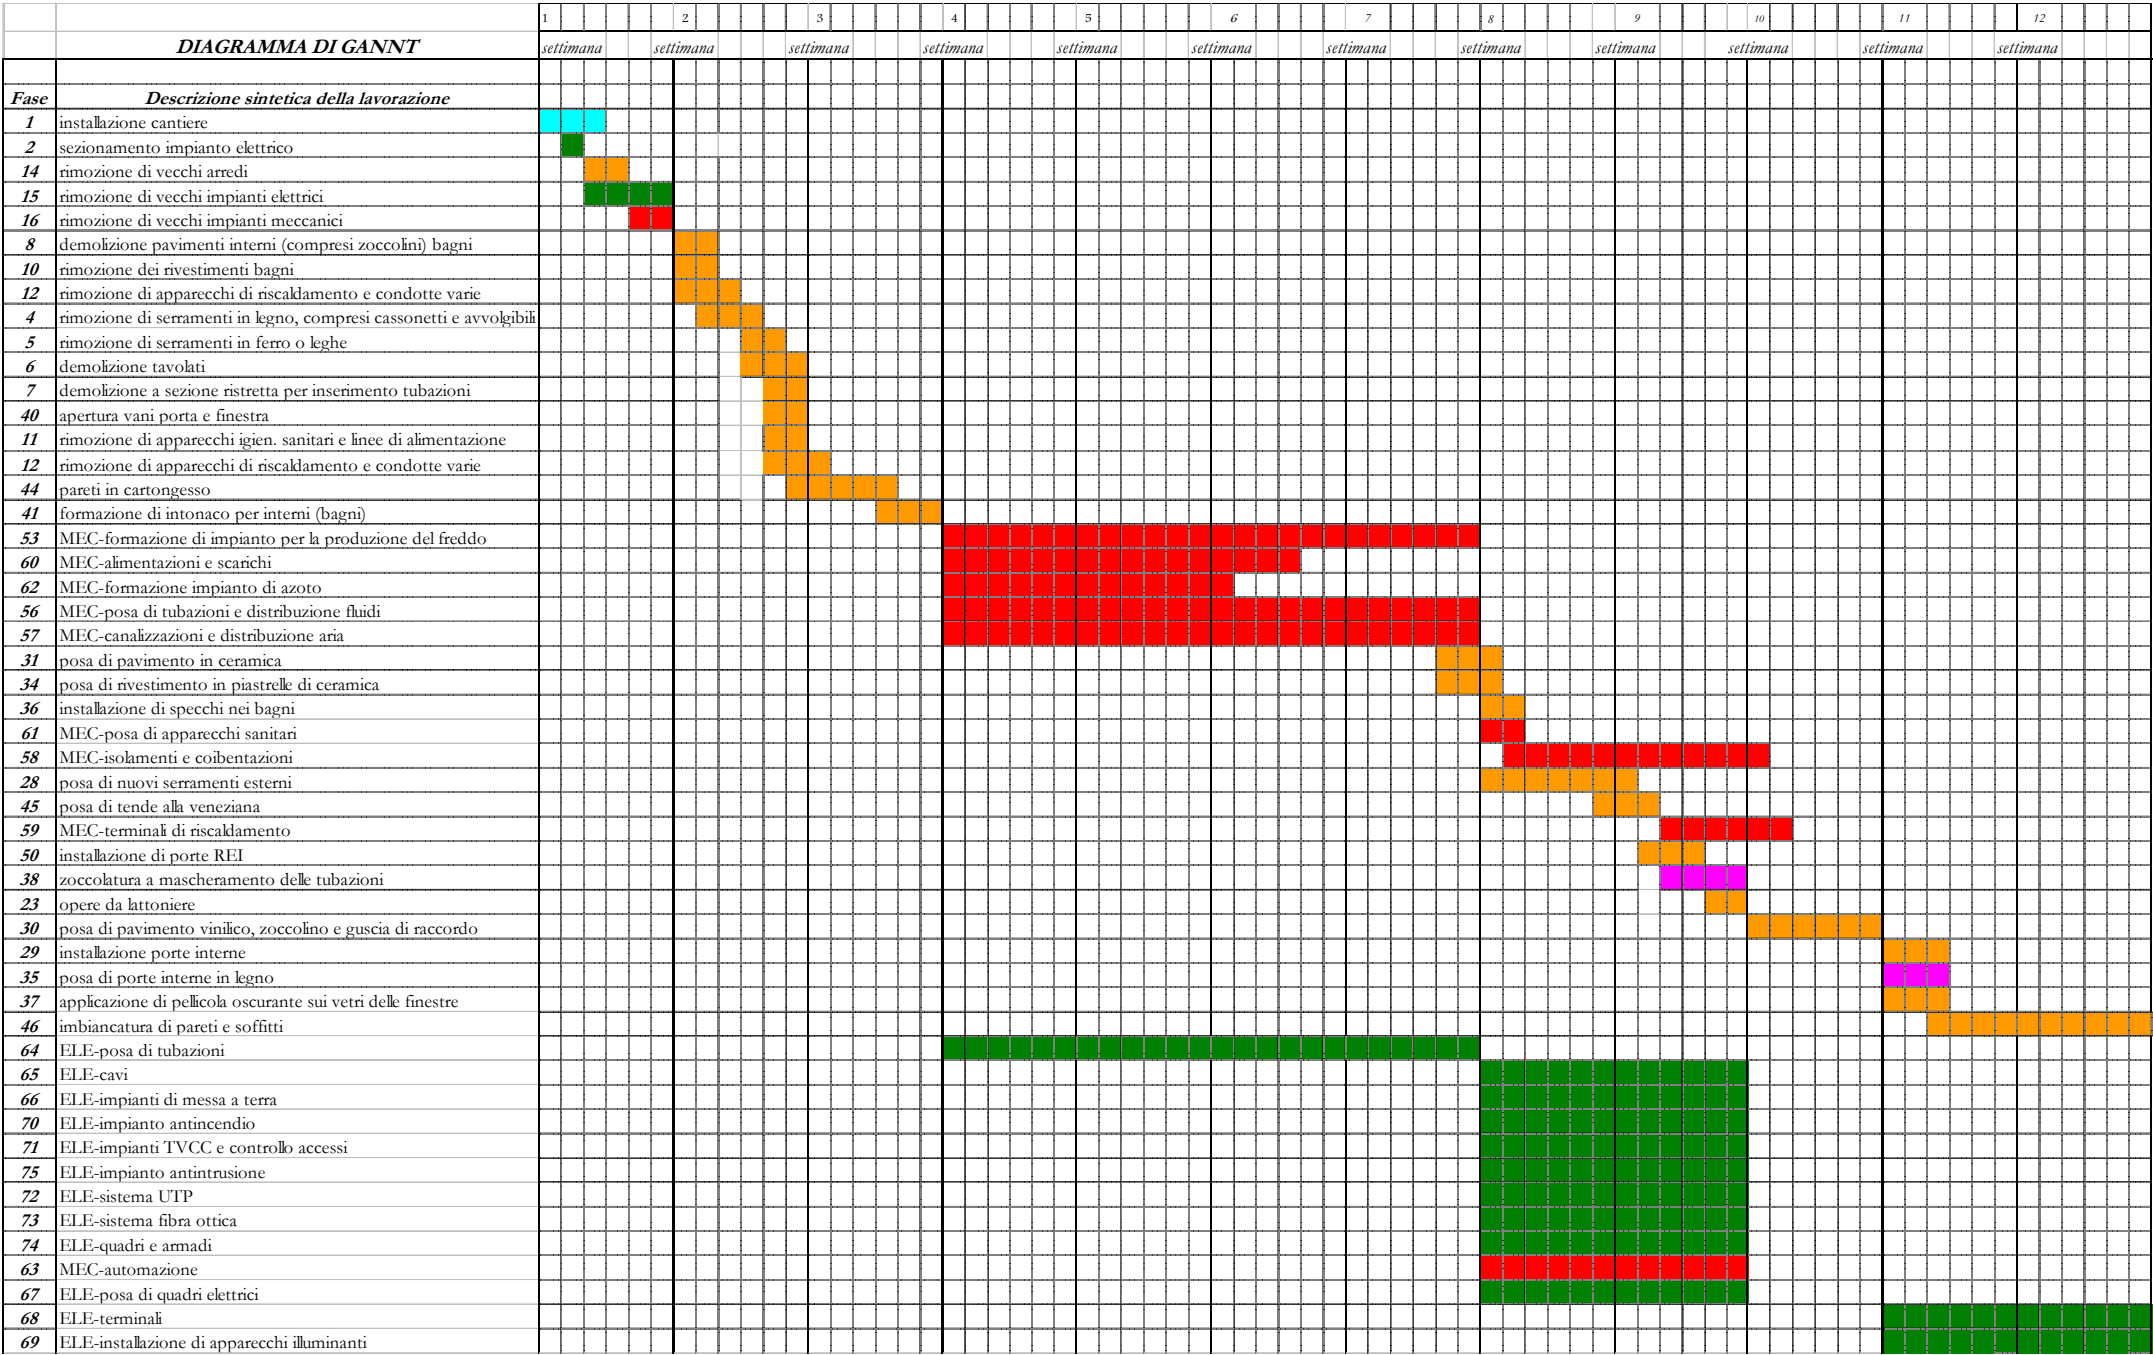 1 2 3 4 5 6 7 8 9 10 11 12
DIAGRAMMA DI GANNT settimana settimana settimana settimana settimana settimana settimana settimana settimana settimana settimana settimana
Fase Descrizione sintetica della lavorazione
1 installazione cantiere
2 sezionamento impianto elettrico
14 rimozione di vecchi arredi
15 rimozione di vecchi impianti elettrici
16 rimozione di vecchi impianti meccanici
8 demolizione pavimenti interni (compresi zoccolini) bagni
10 rimozione dei rivestimenti bagni
12 rimozione di apparecchi di riscaldamento e condotte varie
4 rimozione di serramenti in legno, compresi cassonetti e avvolgibili
5 rimozione di serramenti in ferro o leghe
6 demolizione tavolati
7 demolizione a sezione ristretta per inserimento tubazioni
40 apertura vani porta e finestra
11 rimozione di apparecchi igien. sanitari e linee di alimentazione
12 rimozione di apparecchi di riscaldamento e condotte varie
44 pareti in cartongesso
41 formazione di intonaco per interni (bagni)
53 MEC-formazione di impianto per la produzione del freddo
60 MEC-alimentazioni e scarichi
62 MEC-formazione impianto di azoto
56 MEC-posa di tubazioni e distribuzione fluidi
57 MEC-canalizzazioni e distribuzione aria
31 posa di pavimento in ceramica
34 posa di rivestimento in piastrelle di ceramica
36 installazione di specchi nei bagni
61 MEC-posa di apparecchi sanitari
58 MEC-isolamenti e coibentazioni
28 posa di nuovi serramenti esterni
45 posa di tende alla veneziana
59 MEC-terminali di riscaldamento
50 installazione di porte REI
38 zoccolatura a mascheramento delle tubazioni
23 opere da lattoniere
30 posa di pavimento vinilico, zoccolino e guscia di raccordo
29 installazione porte interne
35 posa di porte interne in legno
37 applicazione di pellicola oscurante sui vetri delle finestre
46 imbiancatura di pareti e soffitti
64 ELE-posa di tubazioni
65 ELE-cavi
66 ELE-impianti di messa a terra
70 ELE-impianto antincendio
71 ELE-impianti TVCC e controllo accessi
75 ELE-impianto antintrusione
72 ELE-sistema UTP
73 ELE-sistema fibra ottica
74 ELE-quadri e armadi
63 MEC-automazione
67 ELE-posa di quadri elettrici
68 ELE-terminali
69 ELE-installazione di apparecchi illuminanti